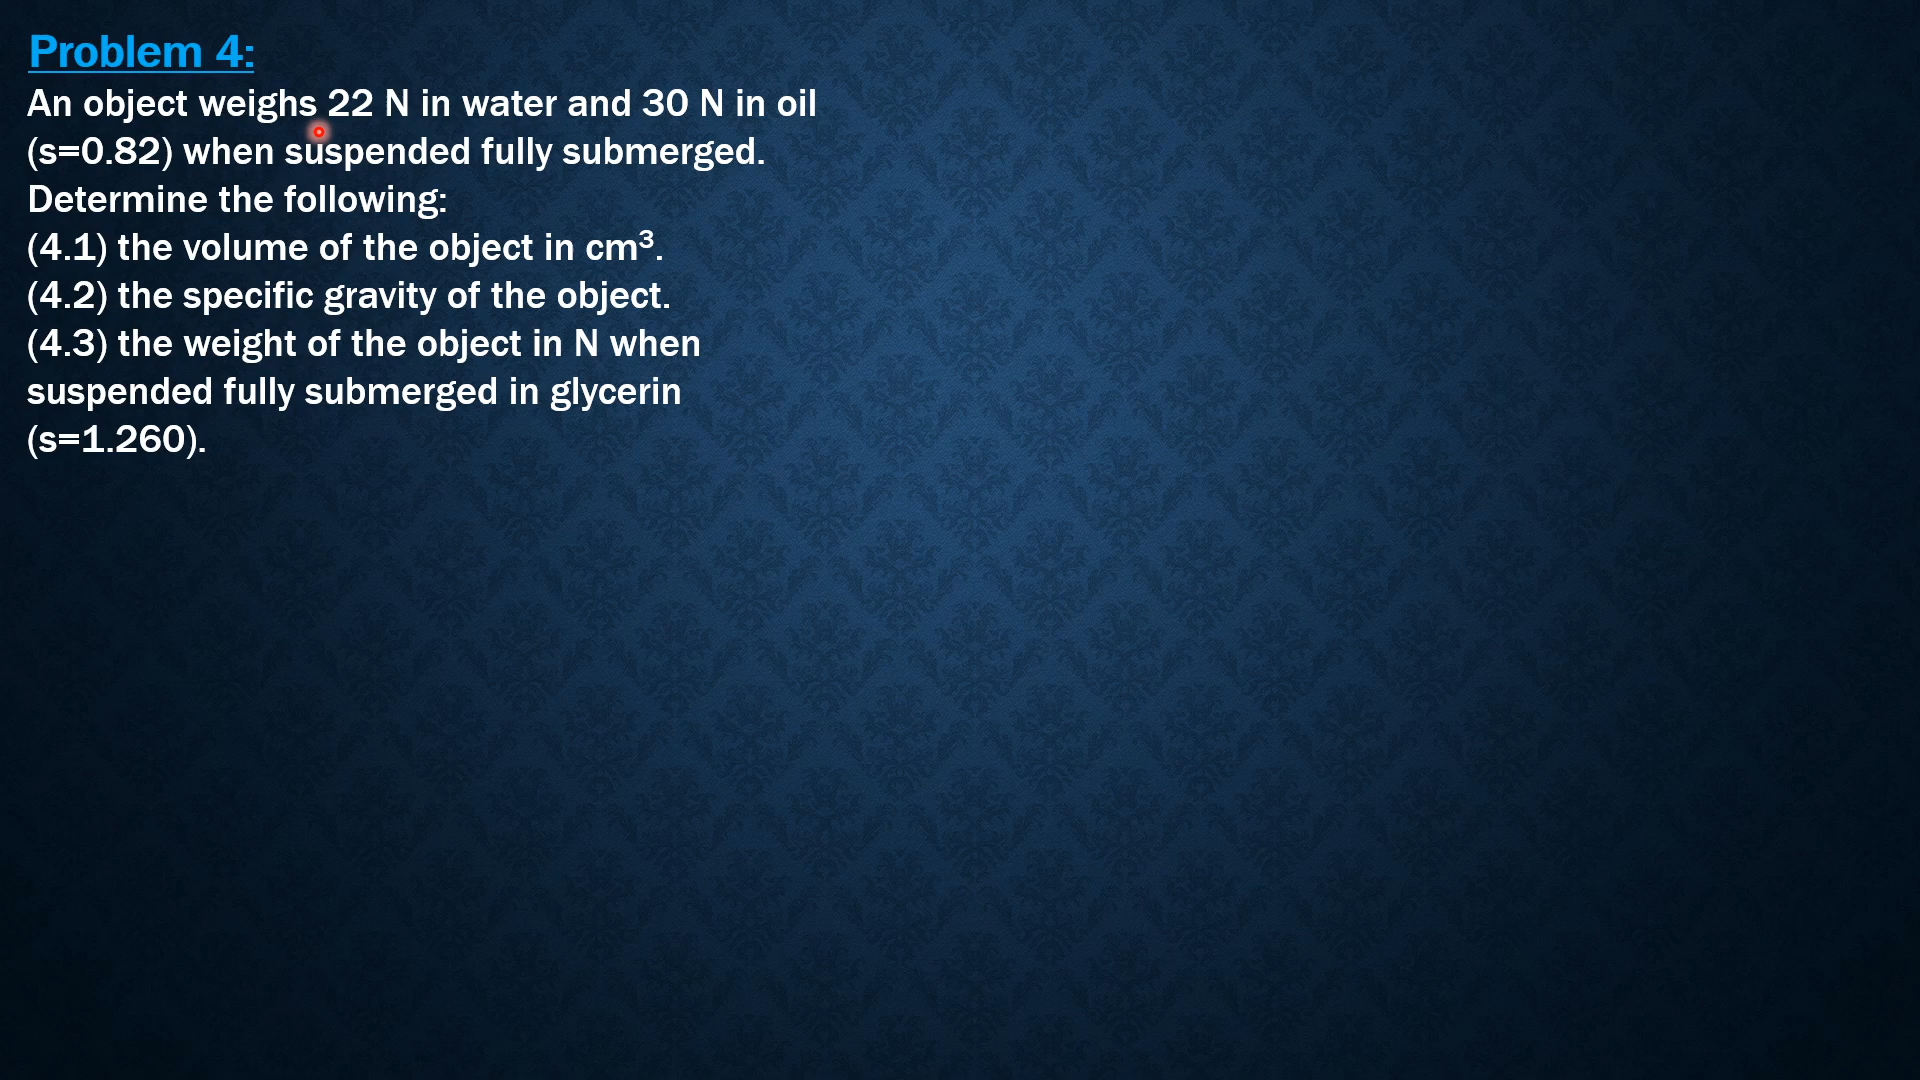 Problem 4:
An object weighs 22 N in water and 30 N in oil
(s=0.82) when suspended fully submerged.
Determine the following:
(4.1) the volume of the object in cm³.
(4.2) the specific gravity of the object.
(4.3) the weight of the object in N when
suspended fully submerged in glycerin
(s=1.260).